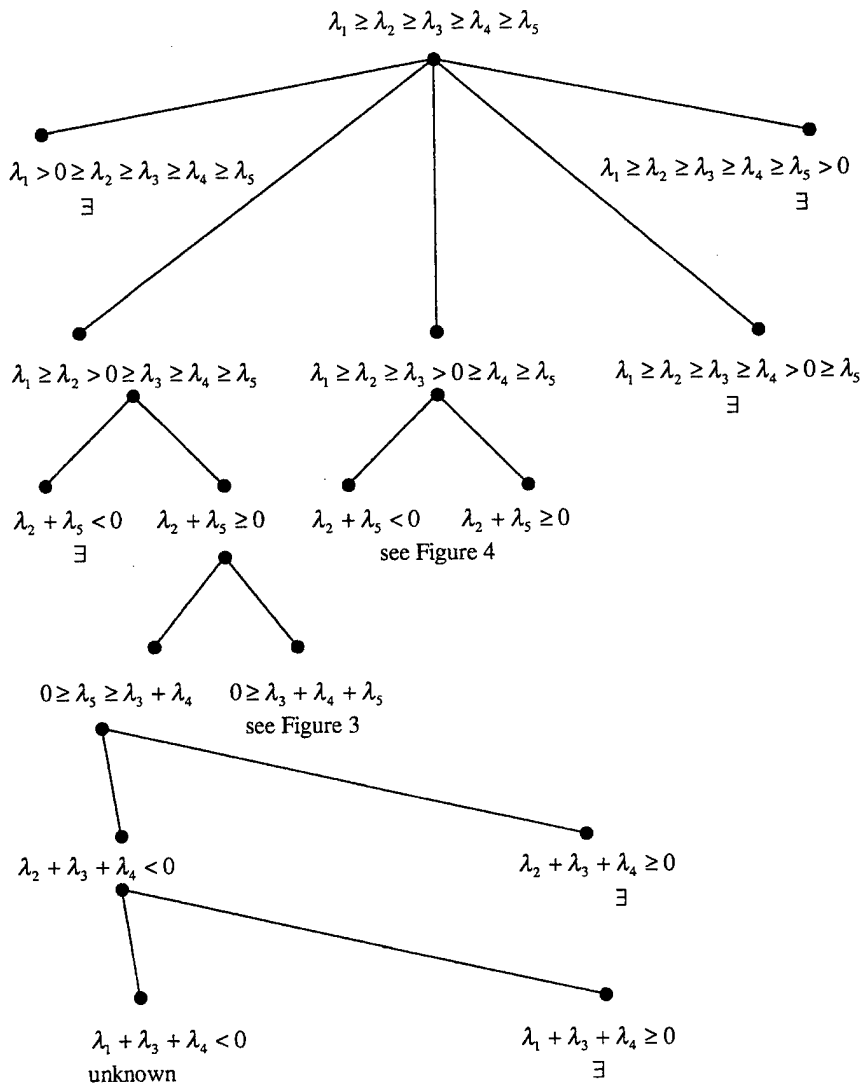 λ₁ ≥ λ₂ ≥ λ₃ ≥ λ₄ ≥ λ₅
λ₁ > 0 ≥ λ₂ ≥ λ₃ ≥ λ₄ ≥ λ₅
∃
λ₁ ≥ λ₂ ≥ λ₃ ≥ λ₄ ≥ λ₅ > 0
∃
λ₁ ≥ λ₂ > 0 ≥ λ₃ ≥ λ₄ ≥ λ₅
λ₁ ≥ λ₂ ≥ λ₃ > 0 ≥ λ₄ ≥ λ₅
λ₁ ≥ λ₂ ≥ λ₃ ≥ λ₄ > 0 ≥ λ₅
∃
λ₂ + λ₅ < 0
∃
λ₂ + λ₅ ≥ 0
λ₂ + λ₅ < 0
λ₂ + λ₅ ≥ 0
see Figure 4
0 ≥ λ₅ ≥ λ₃ + λ₄
0 ≥ λ₃ + λ₄ + λ₅
see Figure 3
λ₂ + λ₃ + λ₄ < 0
λ₂ + λ₃ + λ₄ ≥ 0
∃
λ₁ + λ₃ + λ₄ < 0
unknown
λ₁ + λ₃ + λ₄ ≥ 0
∃